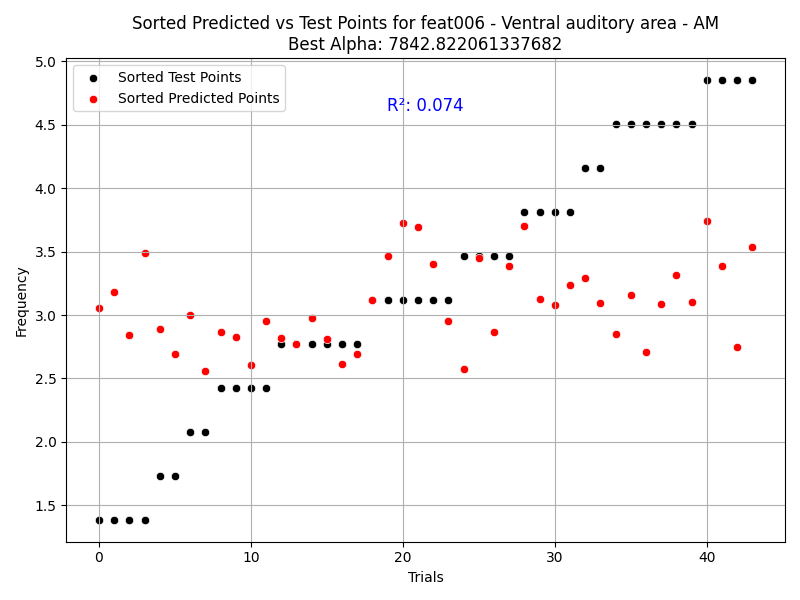 Sorted Predicted vs Test Points for feat006 - Ventral auditory area - AM
Best Alpha: 7842.822061337682
Sorted Test Points
Sorted Predicted Points
R²: 0.074
5.0
4.5
4.0
3.5
3.0
2.5
2.0
1.5
Frequency
0 10 20 30 40
Trials